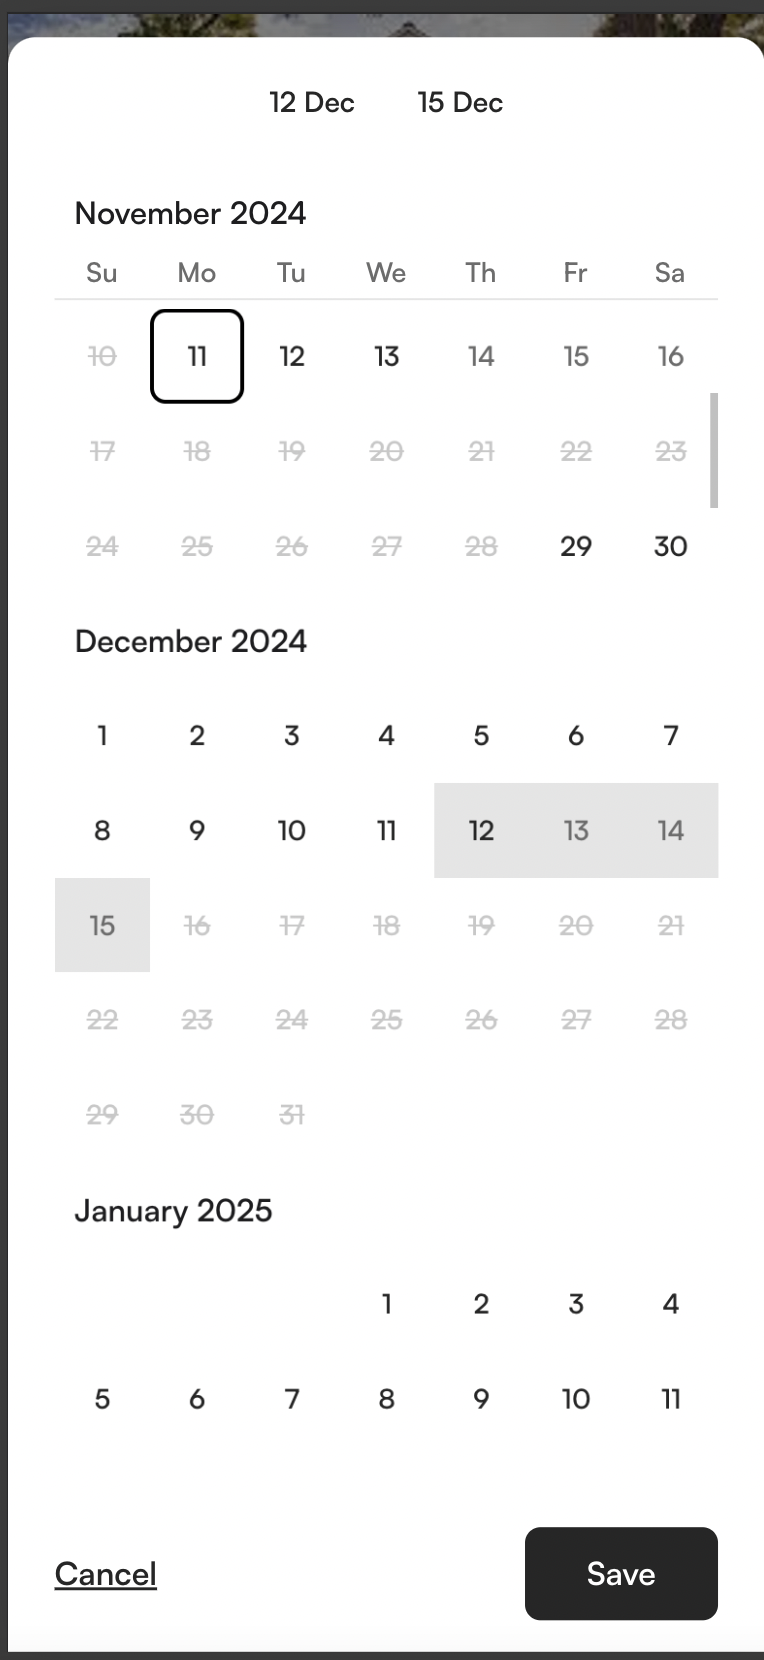 12 Dec 15 Dec
November 2024
Su Mo Tu We Th Fr Sa
10 11 12 13 14 15 16
17 18 19 20 21 22 23
24 25 26 27 28 29 30
December 2024
1 2 3 4 5 6 7
8 9 10 11 12 13 14
15 16 17 18 19 20 21
22 23 24 25 26 27 28
29 30 31
January 2025
1 2 3 4
5 6 7 8 9 10 11
Cancel Save